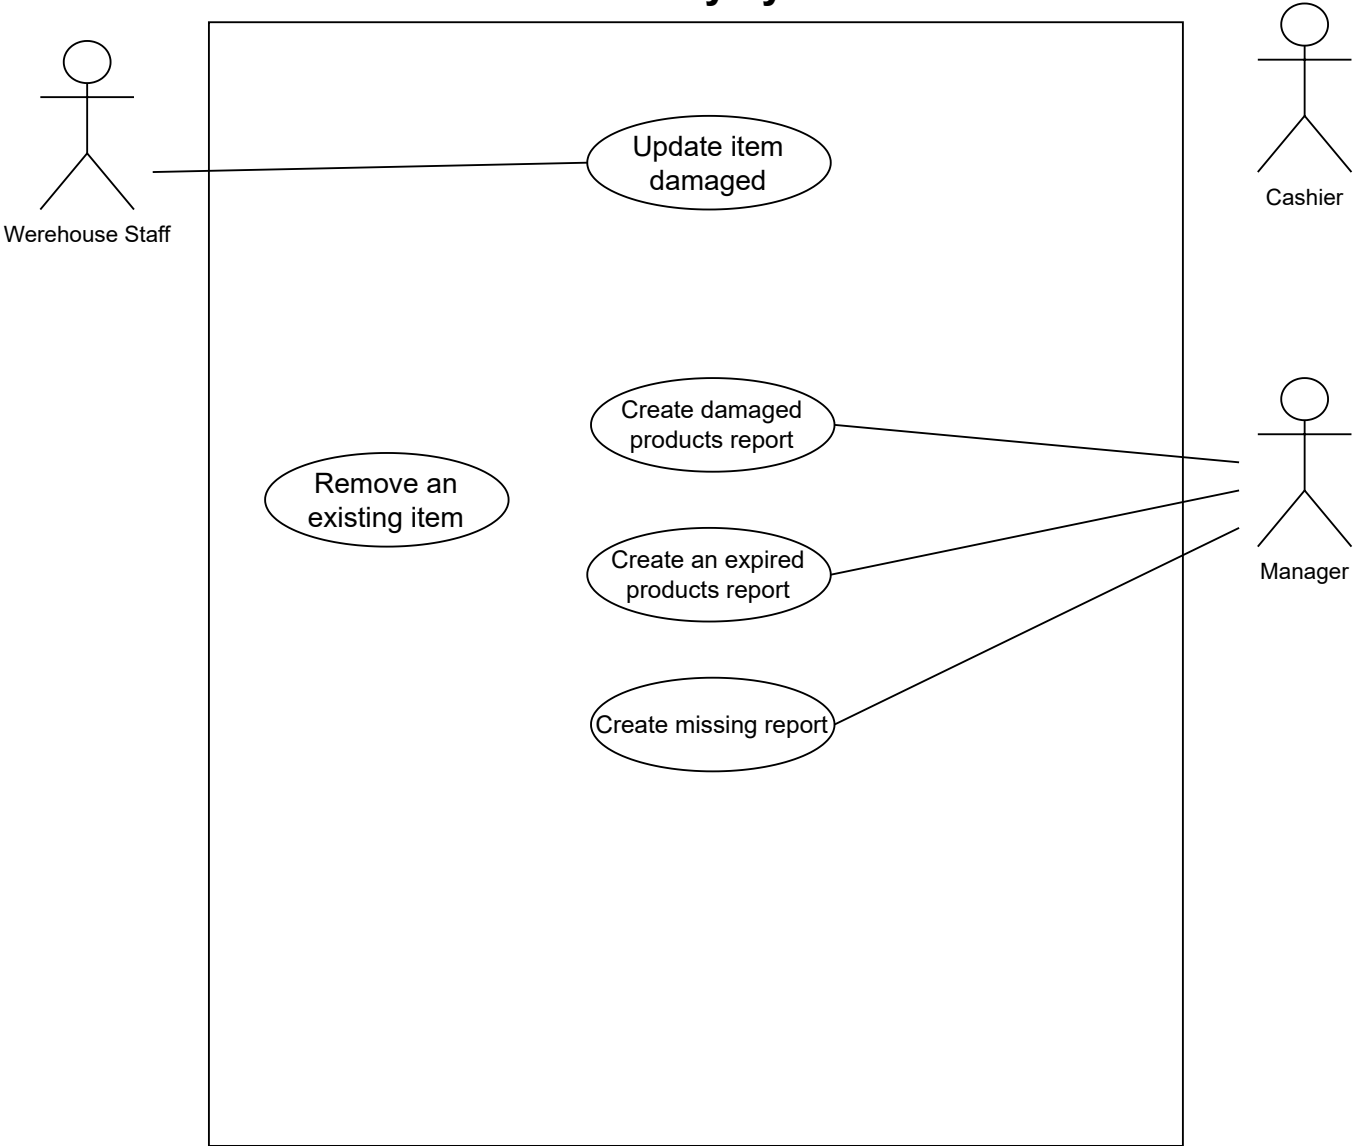 Update item
damaged
Cashier
Werehouse Staff
Create damaged
products report
Remove an
existing item
Create an expired
products report
Manager
Create missing report